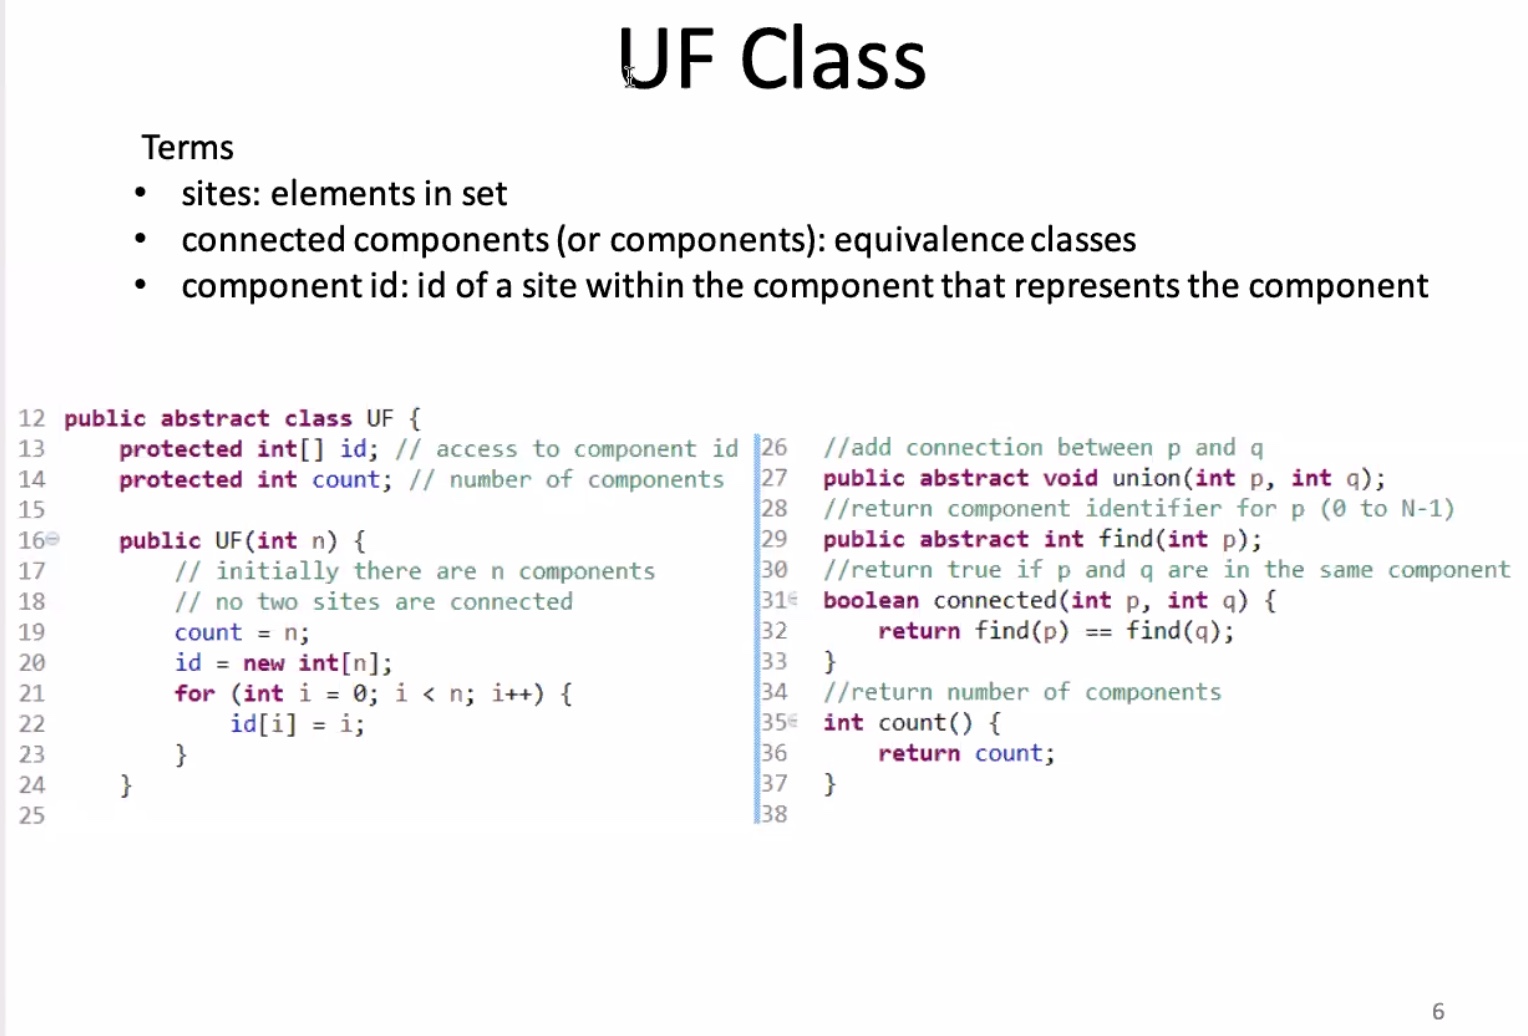 UF Class
Terms
• sites: elements in set
• connected components (or components): equivalence classes
• component id: id of a site within the component that represents the component
12 public abstract class UF {
13     protected int[] id; // access to component id
14     protected int count; // number of components
15
16     public UF(int n) {
17         // initially there are n components
18         // no two sites are connected
19         count = n;
20         id = new int[n];
21         for (int i = 0; i < n; i++) {
22             id[i] = i;
23         }
24     }
25
26 //add connection between p and q
27 public abstract void union(int p, int q);
28 //return component identifier for p (0 to N-1)
29 public abstract int find(int p);
30 //return true if p and q are in the same component
31 boolean connected(int p, int q) {
32     return find(p) == find(q);
33 }
34 //return number of components
35 int count() {
36     return count;
37 }
38
6